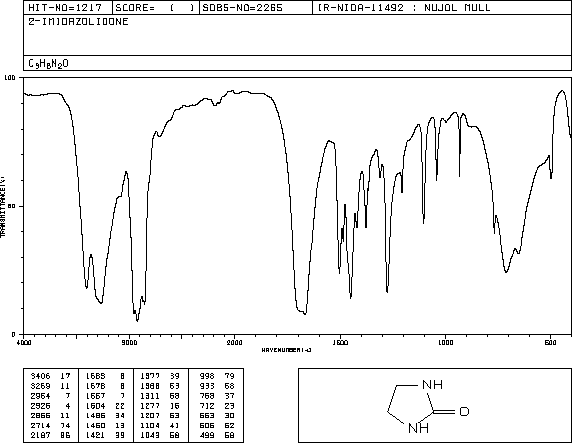 HIT-NO=1217 SCORE= ( ) SDBS-NO=2265 IR-NIDA-11492 : NUJOL MULL
2-IMIDAZOLIDONE
C3H6N2O
100
50
0
TRANSMITTANCE(%)
4000 3000 2000 1500 1000 500
WAVENUMBER(-1)
3406 17 1688 8 1377 39 998 79
3269 11 1678 8 1368 63 933 68
2954 7 1667 7 1311 68 768 37
2926 4 1604 22 1277 16 712 23
2866 11 1486 34 1207 63 663 30
2714 74 1460 13 1104 41 606 62
2187 86 1421 39 1043 68 499 68
NH
O
NH